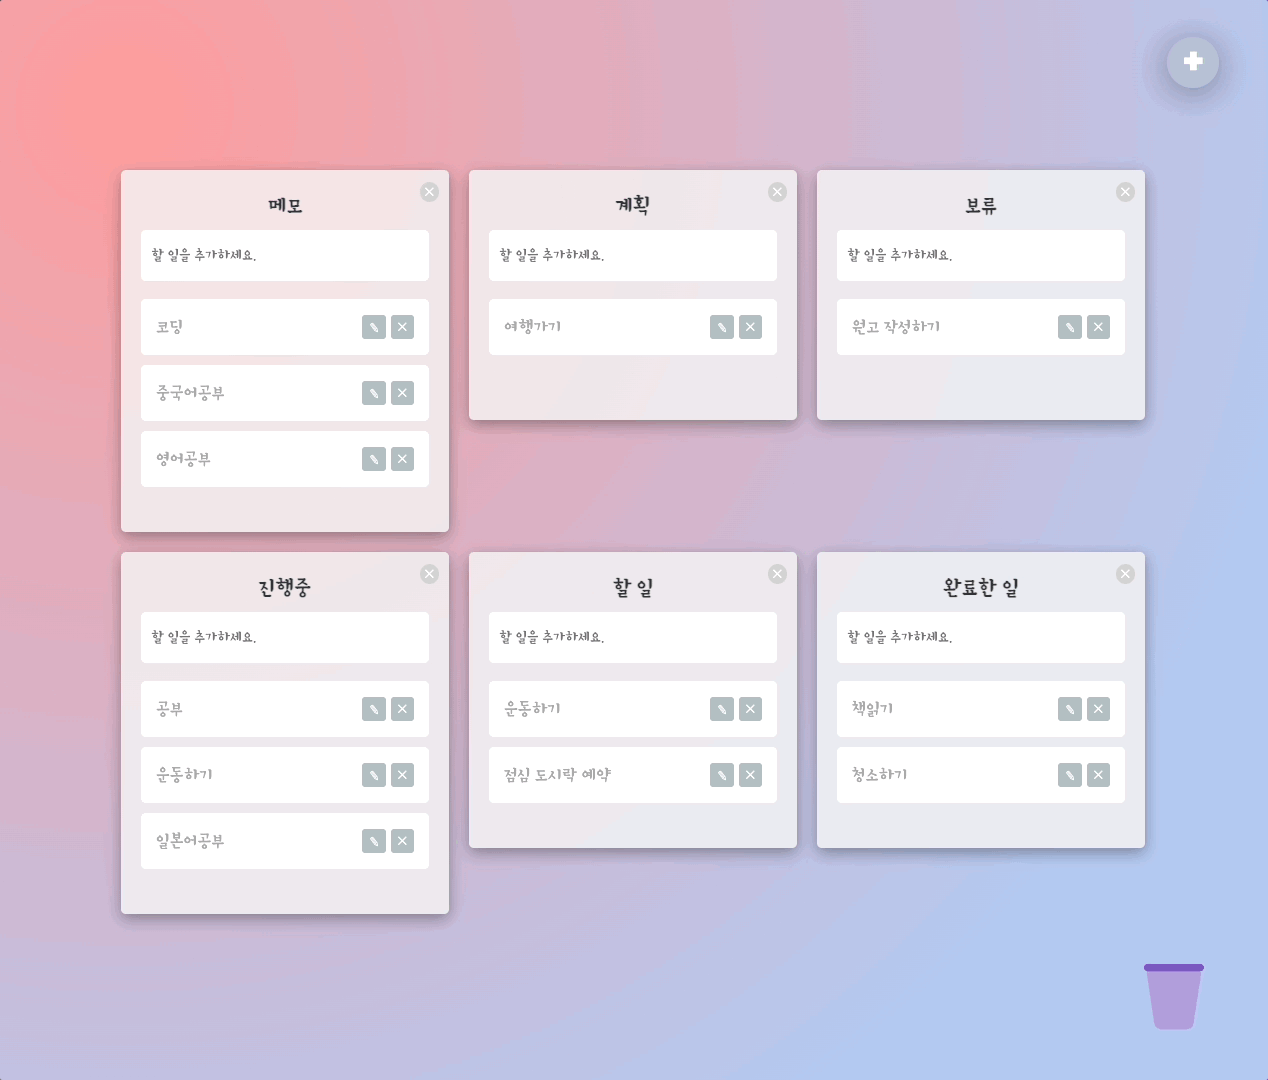 메모
할 일을 추가하세요.
코딩
중국어공부
영어공부
계획
할 일을 추가하세요.
여행가기
보류
할 일을 추가하세요.
원고 작성하기
진행중
할 일을 추가하세요.
공부
운동하기
일본어공부
할 일
할 일을 추가하세요.
운동하기
점심 도시락 예약
완료한 일
할 일을 추가하세요.
책읽기
청소하기